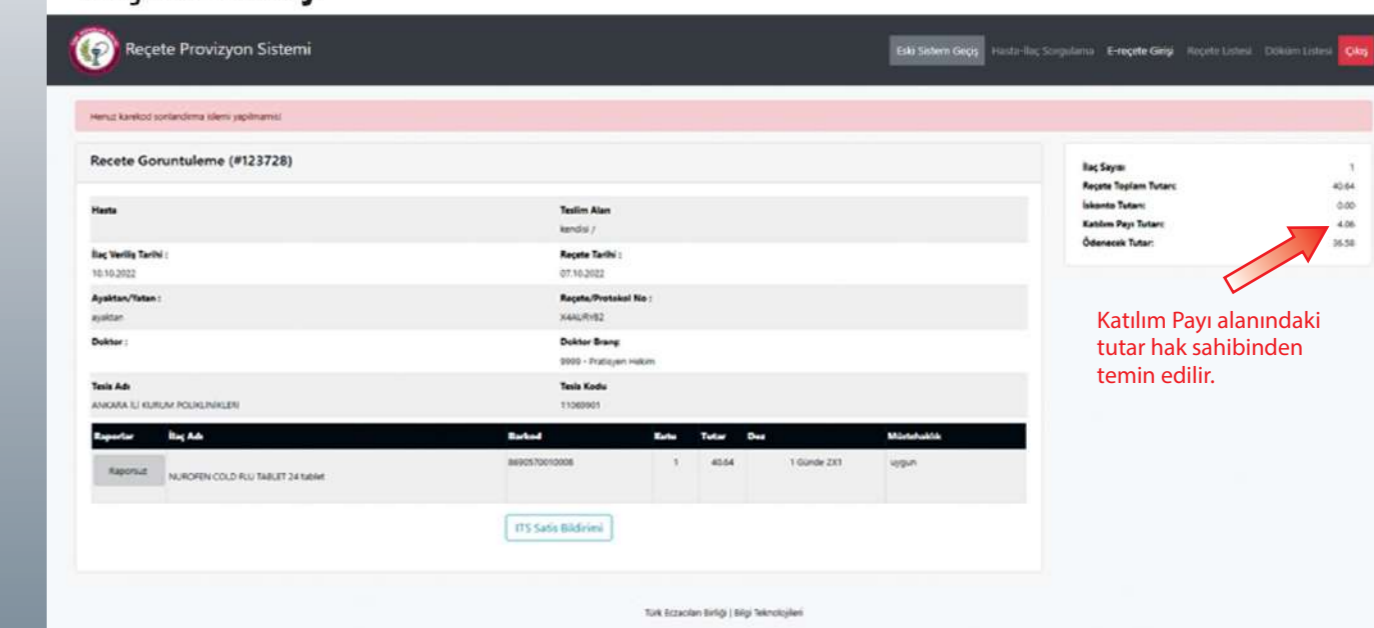 Reçete Provizyon Sistemi
Eski Sistem Geçiş Hasta-İlaç Sorgulama E-reçete Girişi Reçete Listesi Döküm Listesi Çıkış
Henuz karekod sonlandirma islemi yapilmamis!
Recete Goruntuleme (#123728)
Hasta Teslim Alan
kendisi /
İlaç Veriliş Tarihi : Reçete Tarihi :
10.10.2022 07.10.2022
Ayaktan/Yatan : Reçete/Protokol No :
ayaktan
Doktor : Doktor Branş:
9999 - Pratisyen Hekim
Tesis Adı Tesis Kodu
ANKARA İLİ KURUM POLİKLİNİKLERİ 11069901
Raporlar İlaç Adı Barkod Kutu Tutar Doz Müstehaklık
Raporsuz NUROFEN COLD FLU TABLET 24 tablet 8690570010008 1 40.64 1 Günde 2X1 uygun
ITS Satis Bildirimi
İlaç Sayısı: 1
Reçete Toplam Tutarı: 40.64
İskonto Tutarı: 0.00
Katılım Payı Tutarı: 4.06
Ödenecek Tutar: 36.58
Katılım Payı alanındaki
tutar hak sahibinden
temin edilir.
Türk Eczacıları Birliği | Bilgi Teknolojileri